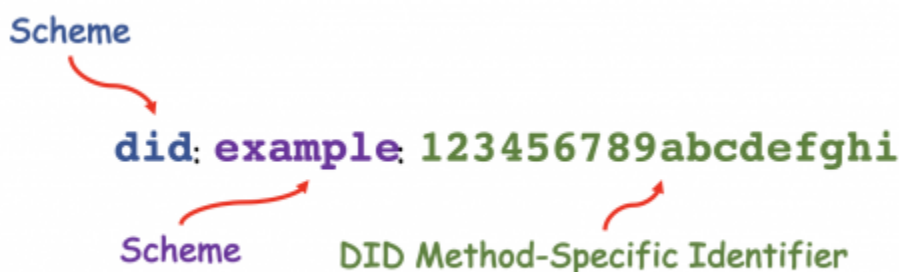 Scheme
did: example: 123456789abcdefghi
Scheme
DID Method-Specific Identifier